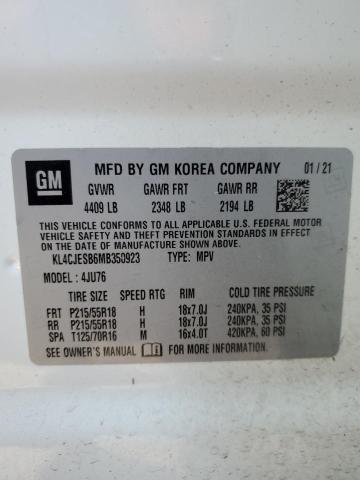 GM
MFD BY GM KOREA COMPANY 01/21
GVWR GAWR FRT GAWR RR
4409 LB 2348 LB 2194 LB
THIS VEHICLE CONFORMS TO ALL APPLICABLE U.S. FEDERAL MOTOR
VEHICLE SAFETY AND THEFT PREVENTION STANDARDS IN EFFECT ON
THE DATE OF MANUFACTURE SHOWN ABOVE.
KL4CJESB6MB350923 TYPE: MPV
MODEL: 4JU76
TIRE SIZE SPEED RTG RIM COLD TIRE PRESSURE
FRT P215/55R18 H 18x7.0J 240KPA, 35 PSI
RR P215/55R18 H 18x7.0J 240KPA, 35 PSI
SPA T125/70R16 M 16x4.0T 420KPA, 60 PSI
SEE OWNER'S MANUAL FOR MORE INFORMATION.